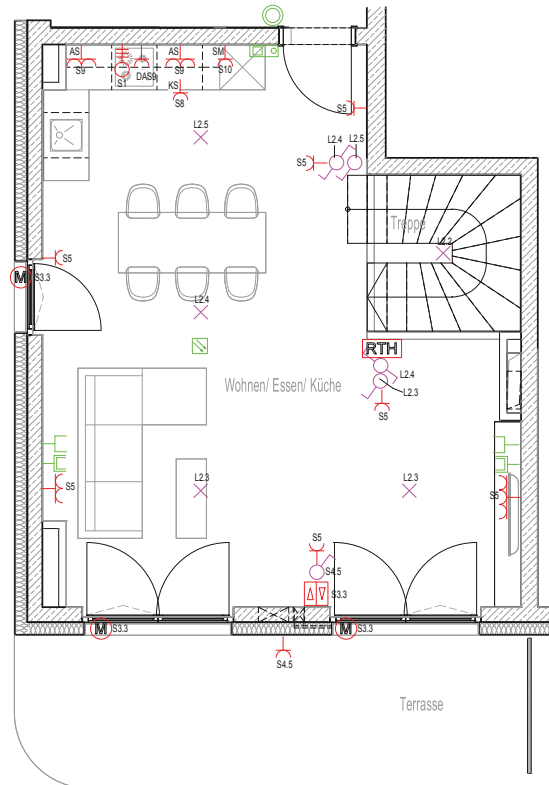 AS
AS
SM
S9
S1
DAS9
S9
S10
KS
S8
S5
L2.5
L2.4
L2.5
S5
Treppe
L2.2
S5
M
S3.3
L2.4
RTH
L2.4
Wohnen/ Essen/ Küche
L2.3
S5
L2.3
L2.3
S5
S5
S5
S4.5
S3.3
M
S3.3
M
S3.3
S4.5
Terrasse